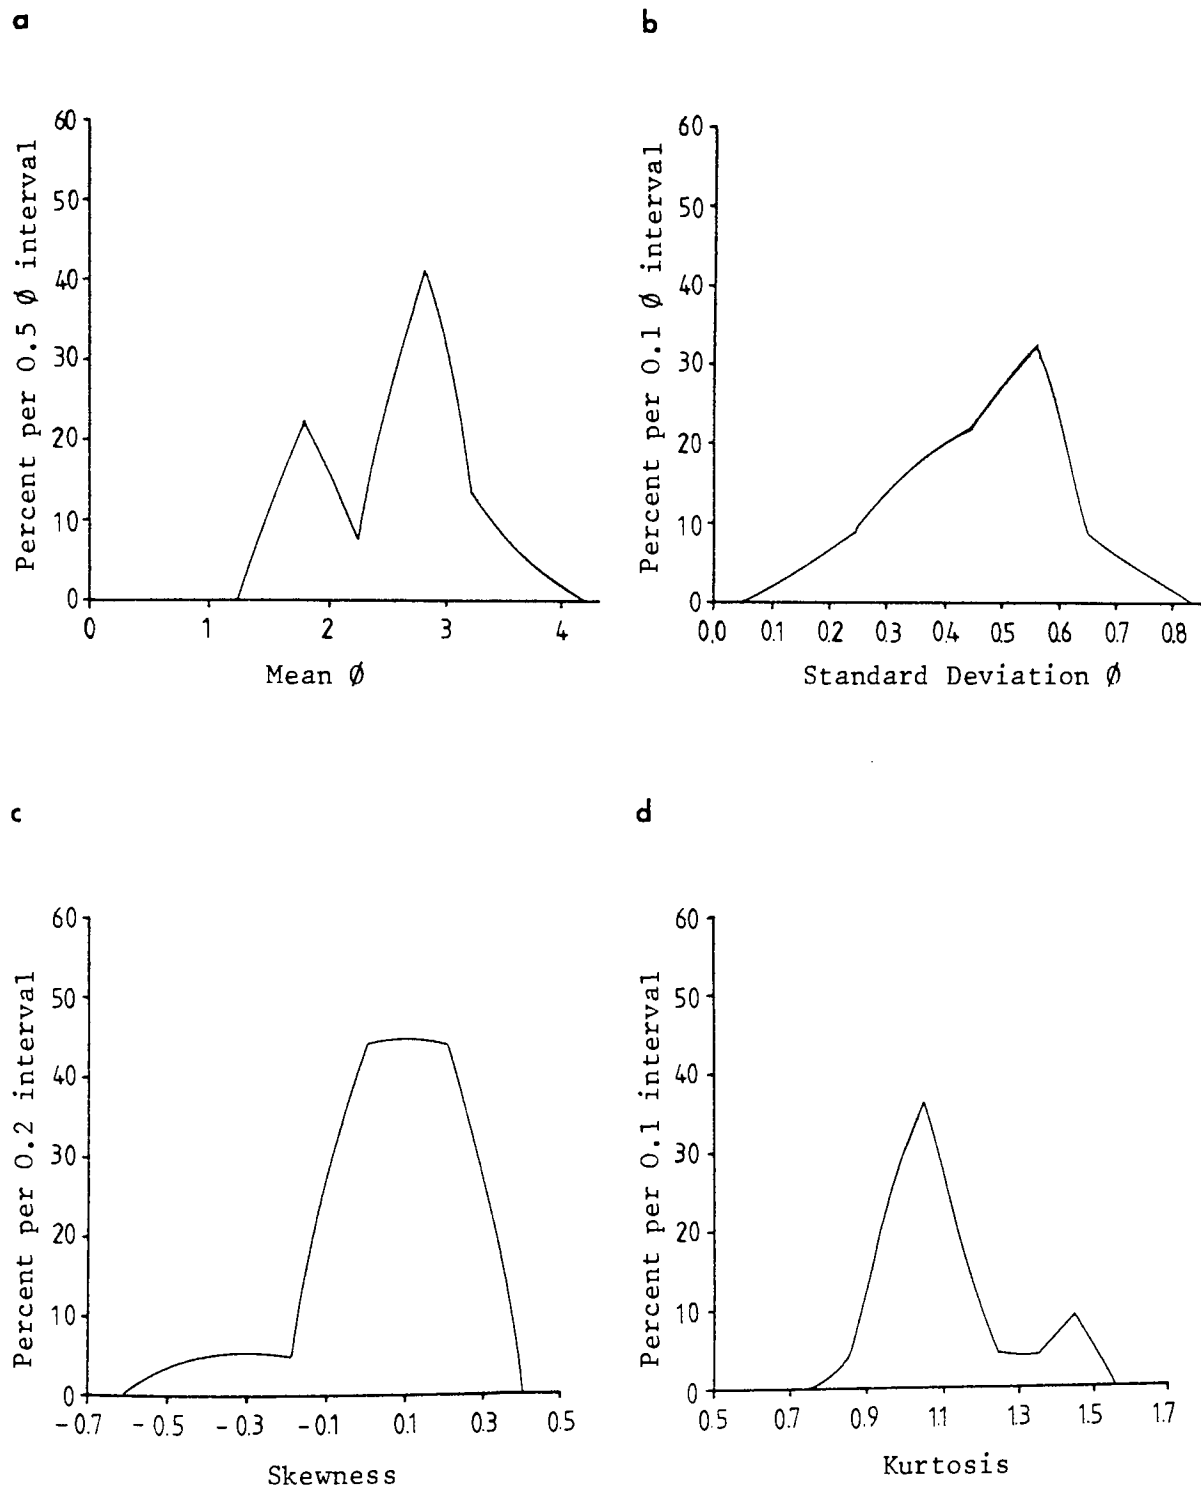 a
Percent per 0.5 Ø interval
60
50
40
30
20
10
0
0 1 2 3 4
Mean Ø
b
Percent per 0.1 Ø interval
60
50
40
30
20
10
0
0.0 0.1 0.2 0.3 0.4 0.5 0.6 0.7 0.8
Standard Deviation Ø
c
Percent per 0.2 interval
60
50
40
30
20
10
0
-0.7 -0.5 -0.3 -0.1 0.1 0.3 0.5
Skewness
d
Percent per 0.1 interval
60
50
40
30
20
10
0
0.5 0.7 0.9 1.1 1.3 1.5 1.7
Kurtosis